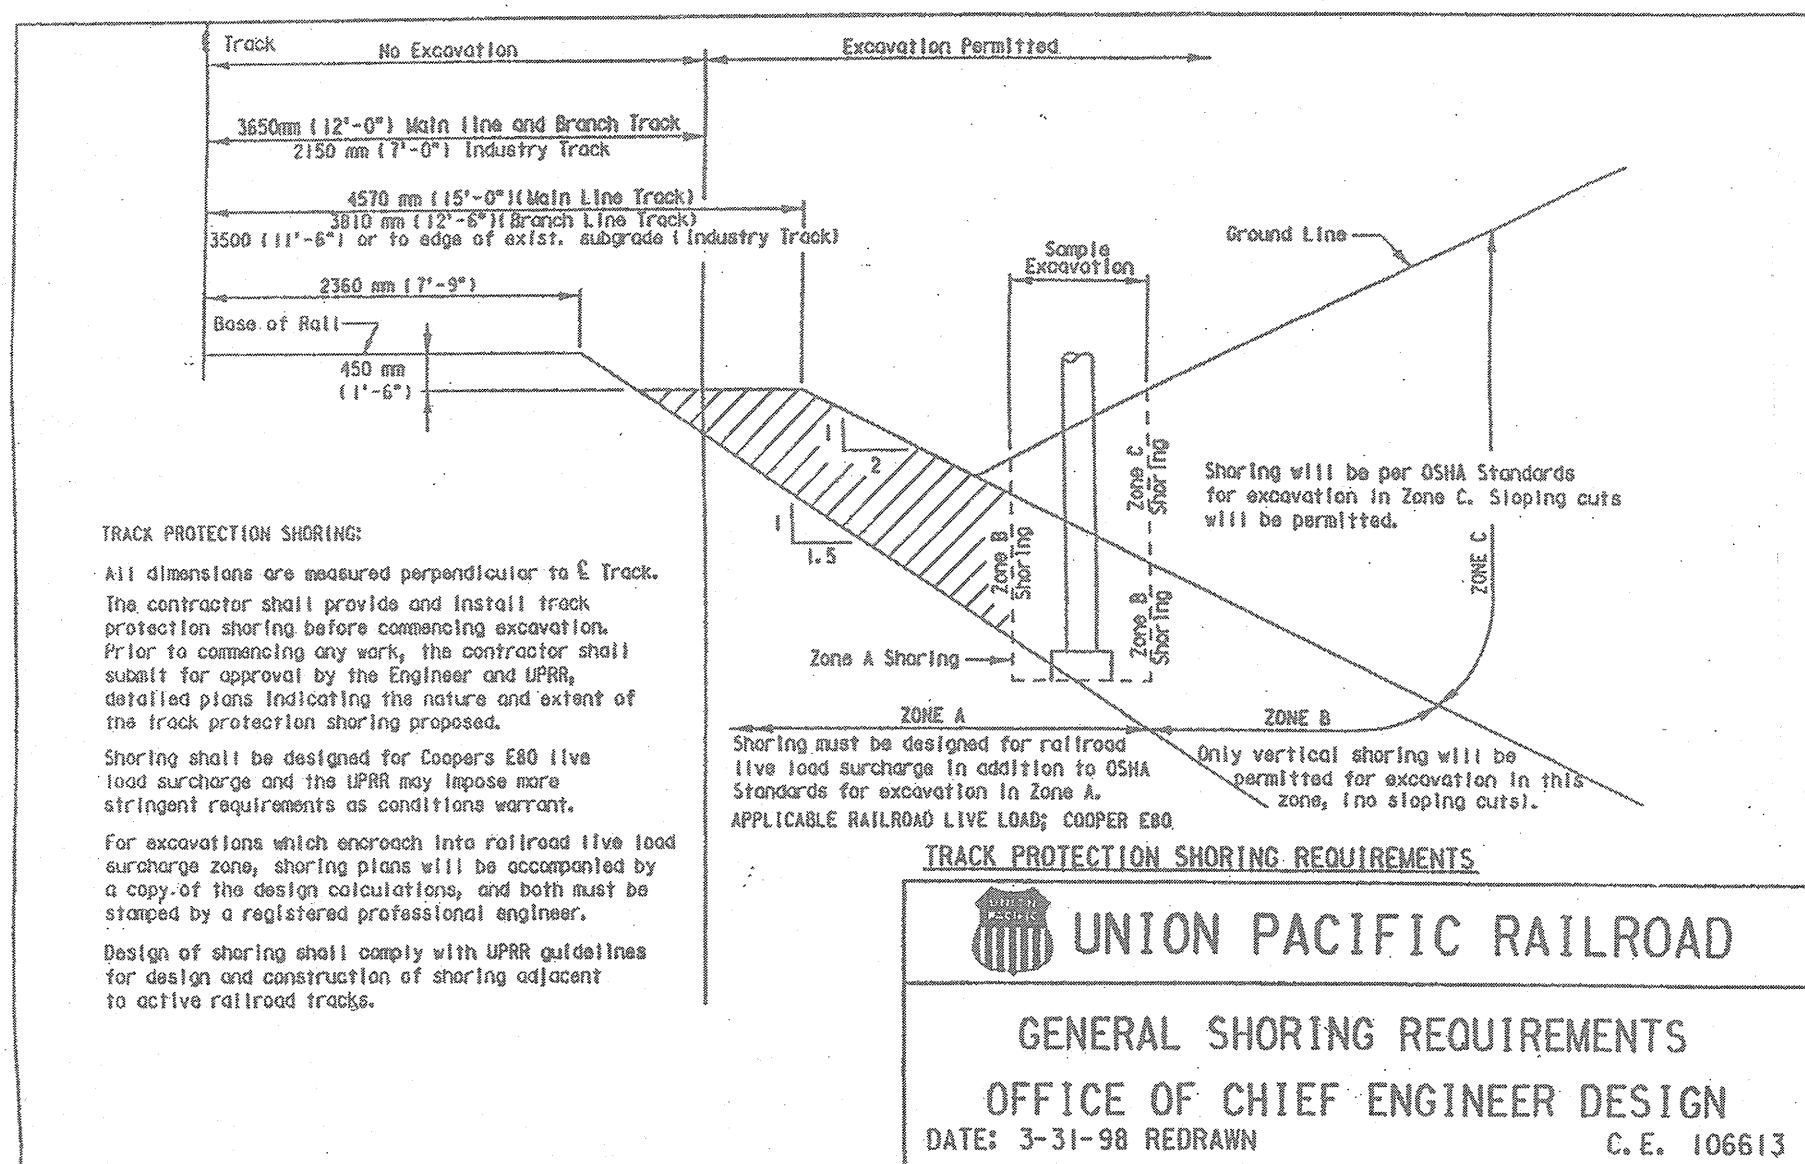 Track
No Excavation
Excavation Permitted
3650mm (12'-0") Main line and Branch Track
2150 mm (7'-0") Industry Track
4570 mm (15'-0")(Main Line Track)
3810 mm (12'-6")(Branch Line Track)
3500 (11'-6") or to edge of exist. subgrade (Industry Track)
2360 mm (7'-9")
Base of Rail
450 mm
(1'-6")
Sample
Excavation
Ground Line
1
2
1
1.5
Zone B
Shoring
Zone C
Shoring
Zone B
Shoring
Zone A Shoring
Shoring will be per OSHA Standards
for excavation in Zone C. Sloping cuts
will be permitted.
ZONE C
ZONE A
ZONE B
Shoring must be designed for railroad
live load surcharge in addition to OSHA
Standards for excavation in Zone A.
APPLICABLE RAILROAD LIVE LOAD; COOPER E80
Only vertical shoring will be
permitted for excavation in this
zone, (no sloping cuts).
TRACK PROTECTION SHORING:
All dimensions are measured perpendicular to ℄ Track.
The contractor shall provide and install track
protection shoring before commencing excavation.
Prior to commencing any work, the contractor shall
submit for approval by the Engineer and UPRR,
detailed plans indicating the nature and extent of
the track protection shoring proposed.
Shoring shall be designed for Coopers E80 live
load surcharge and the UPRR may impose more
stringent requirements as conditions warrant.
For excavations which encroach into railroad live load
surcharge zone, shoring plans will be accompanied by
a copy of the design calculations, and both must be
stamped by a registered professional engineer.
Design of shoring shall comply with UPRR guidelines
for design and construction of shoring adjacent
to active railroad tracks.
TRACK PROTECTION SHORING REQUIREMENTS
UNION
PACIFIC
UNION PACIFIC RAILROAD
GENERAL SHORING REQUIREMENTS
OFFICE OF CHIEF ENGINEER DESIGN
DATE: 3-31-98 REDRAWN
C.E. 106613